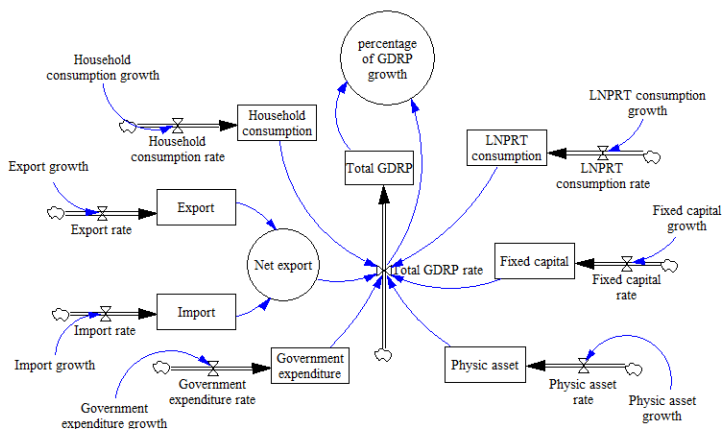 percentage
of GDRP
growth
Household
consumption growth
Household
consumption
Household
consumption rate
LNPRT consumption
growth
LNPRT
consumption
LNPRT
consumption rate
Total GDRP
Export growth
Export
Export rate
Net export
Total GDRP rate
Fixed capital
growth
Fixed capital
Fixed capital
rate
Import
Import rate
Import growth
Government
expenditure
Government
expenditure rate
Government
expenditure growth
Physic asset
Physic asset
rate
Physic asset
growth